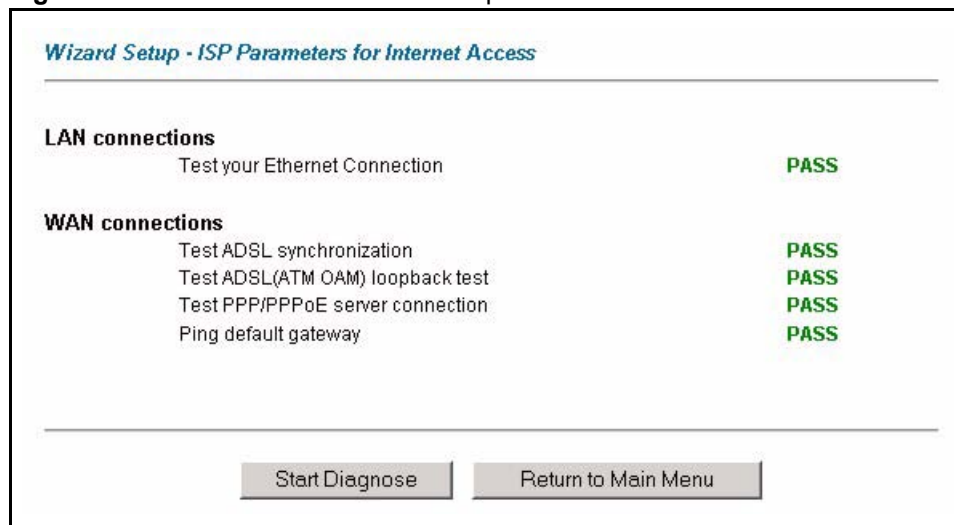 Wizard Setup - ISP Parameters for Internet Access
LAN connections
Test your Ethernet Connection PASS
WAN connections
Test ADSL synchronization PASS
Test ADSL(ATM OAM) loopback test PASS
Test PPP/PPPoE server connection PASS
Ping default gateway PASS
Start Diagnose Return to Main Menu